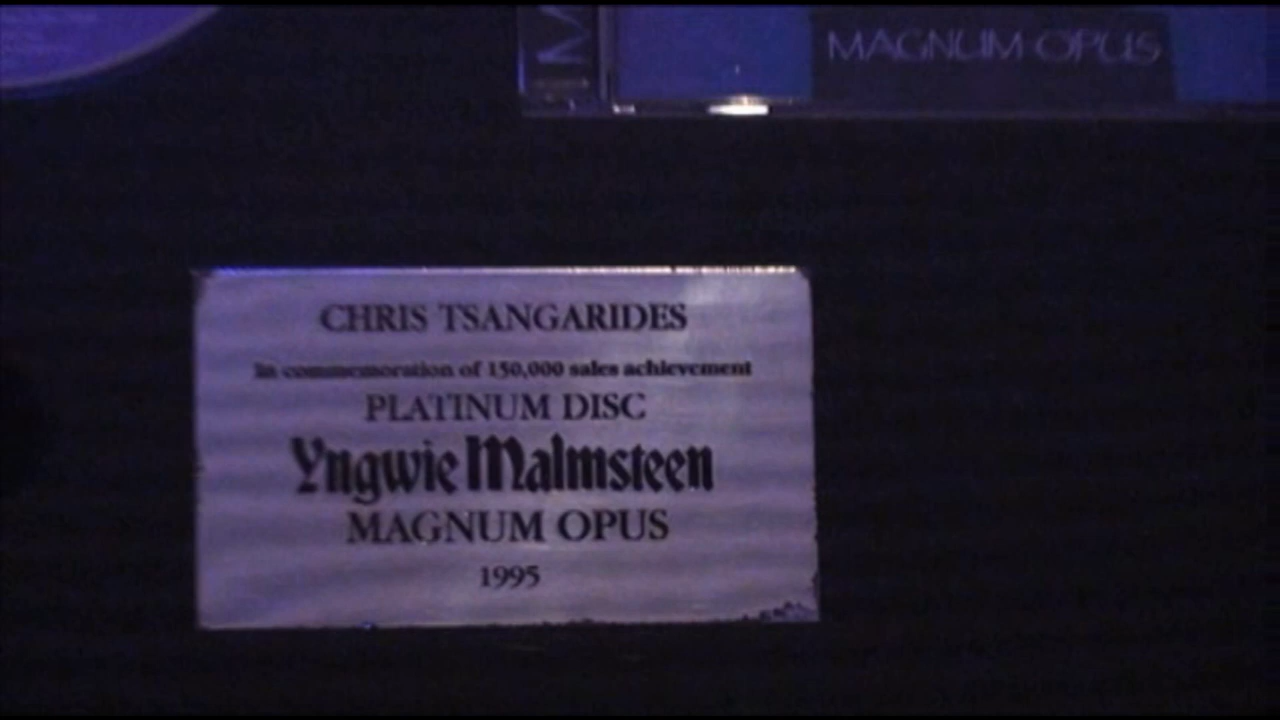 MAGNUM OPUS
CHRIS TSANGARIDES
In commemoration of 150,000 sales achievement
PLATINUM DISC
Yngwie Malmsteen
MAGNUM OPUS
1995